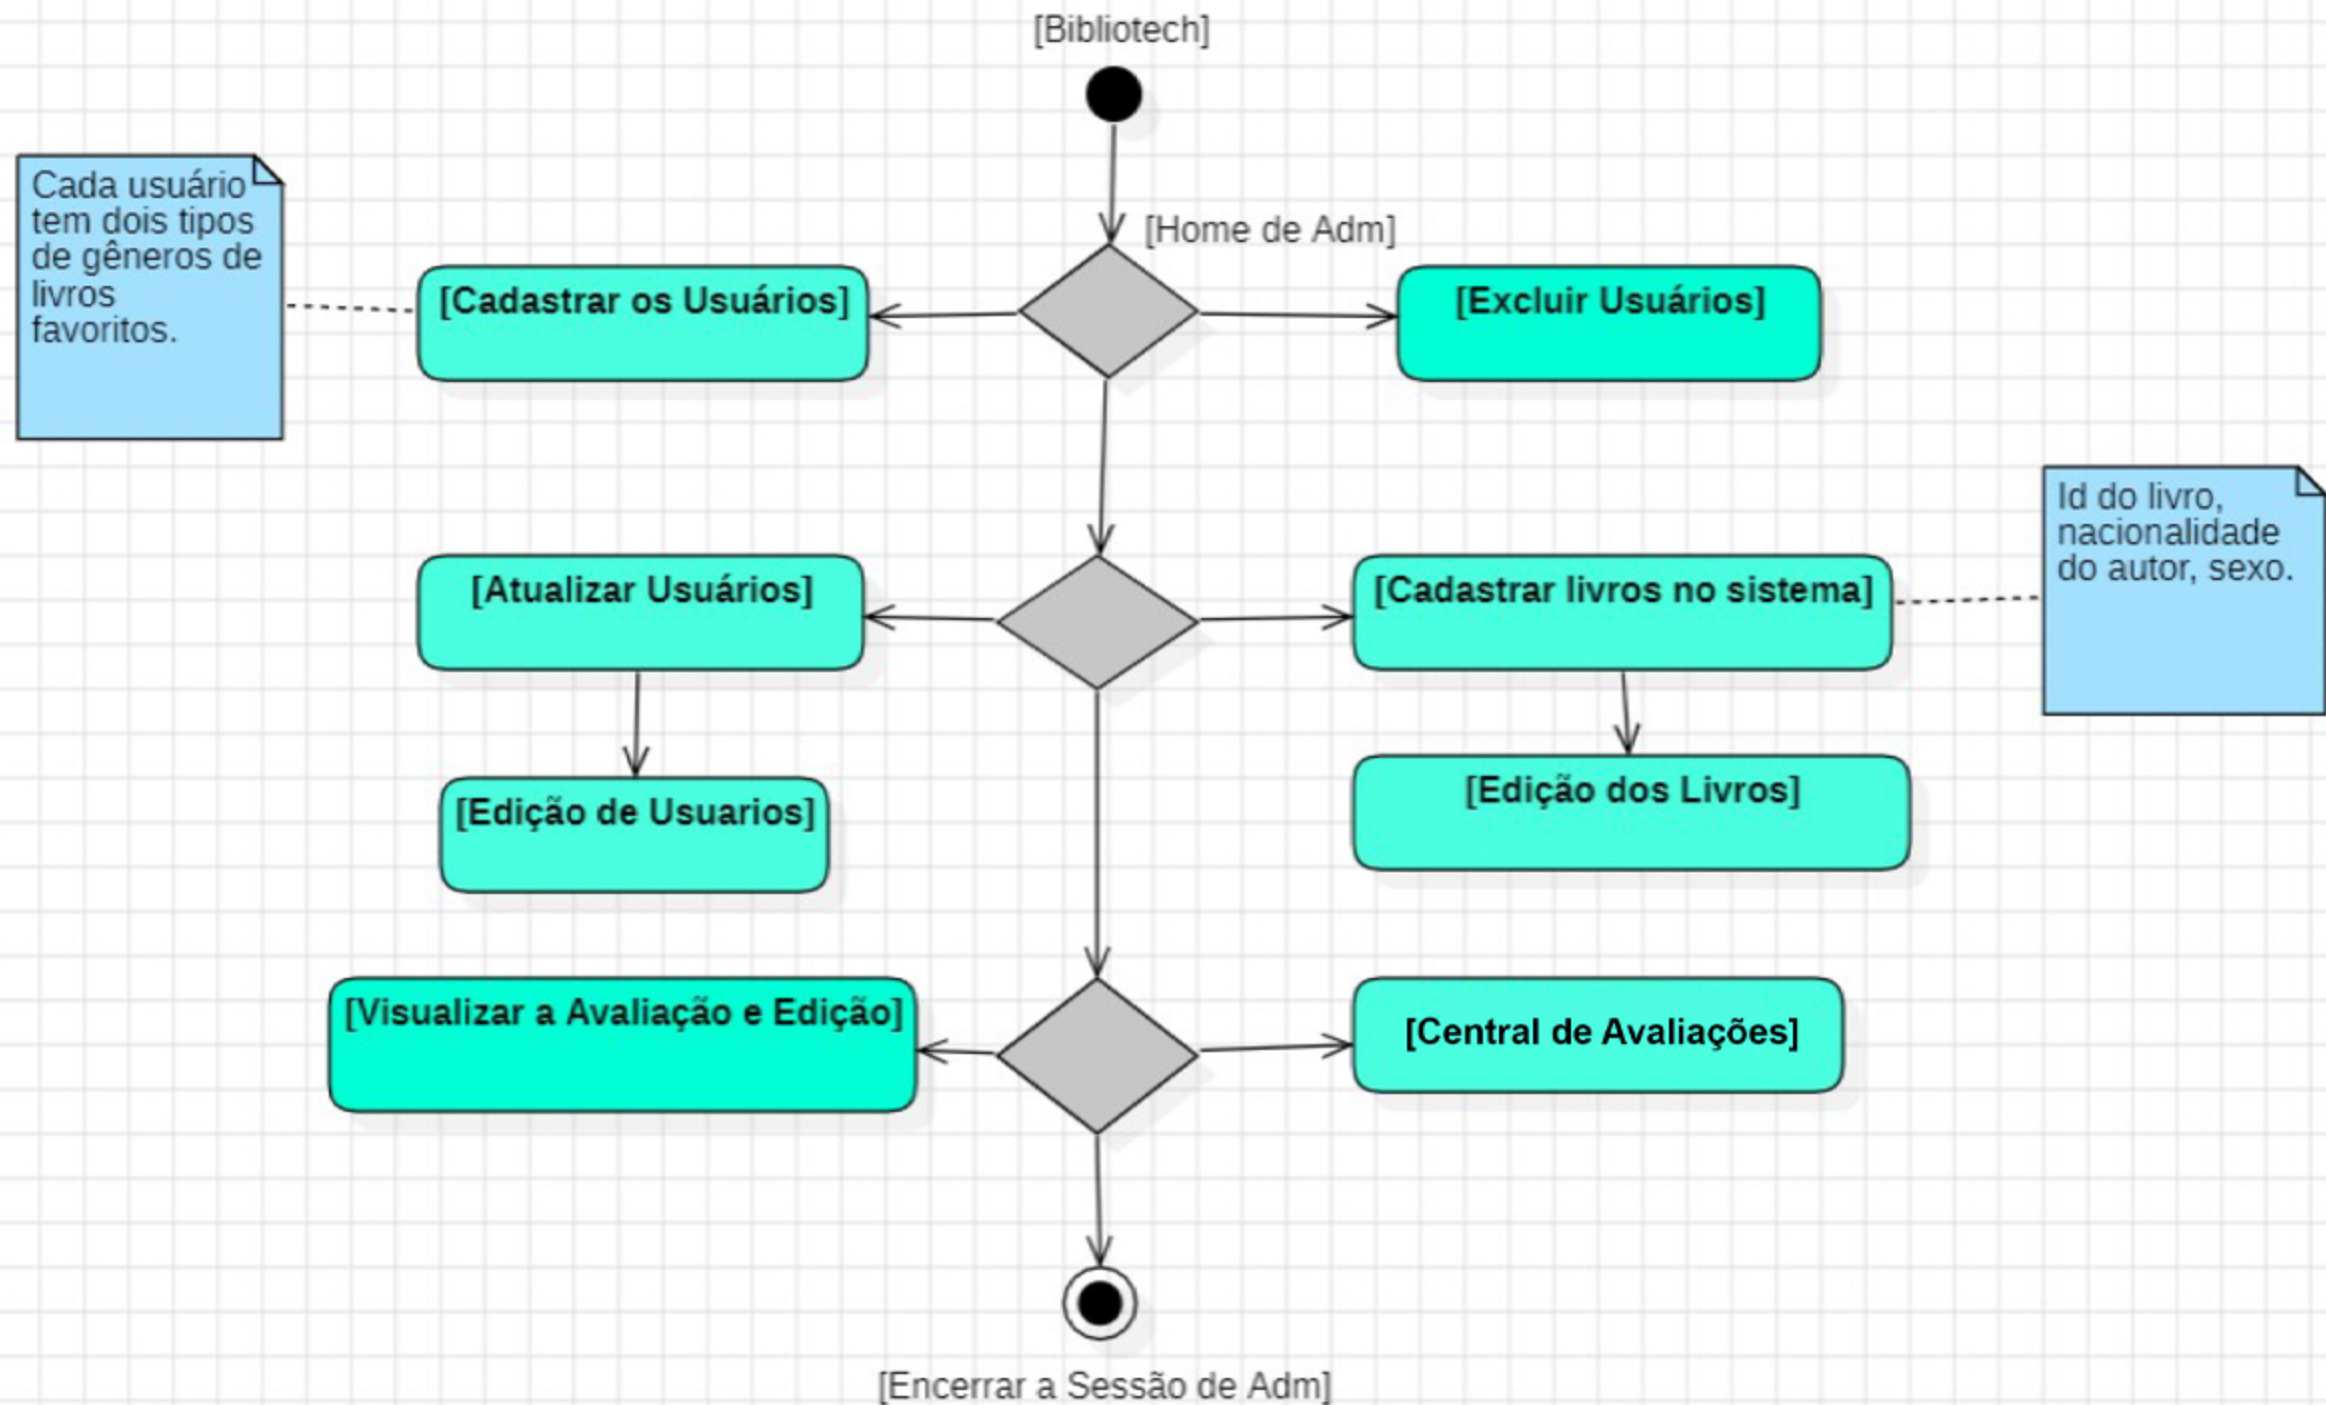 [Bibliotech]
[Home de Adm]
Cada usuário
tem dois tipos
de gêneros de
livros
favoritos.
[Cadastrar os Usuários]
[Excluir Usuários]
Id do livro,
nacionalidade
do autor, sexo.
[Atualizar Usuários]
[Cadastrar livros no sistema]
[Edição de Usuarios]
[Edição dos Livros]
[Visualizar a Avaliação e Edição]
[Central de Avaliações]
[Encerrar a Sessão de Adm]